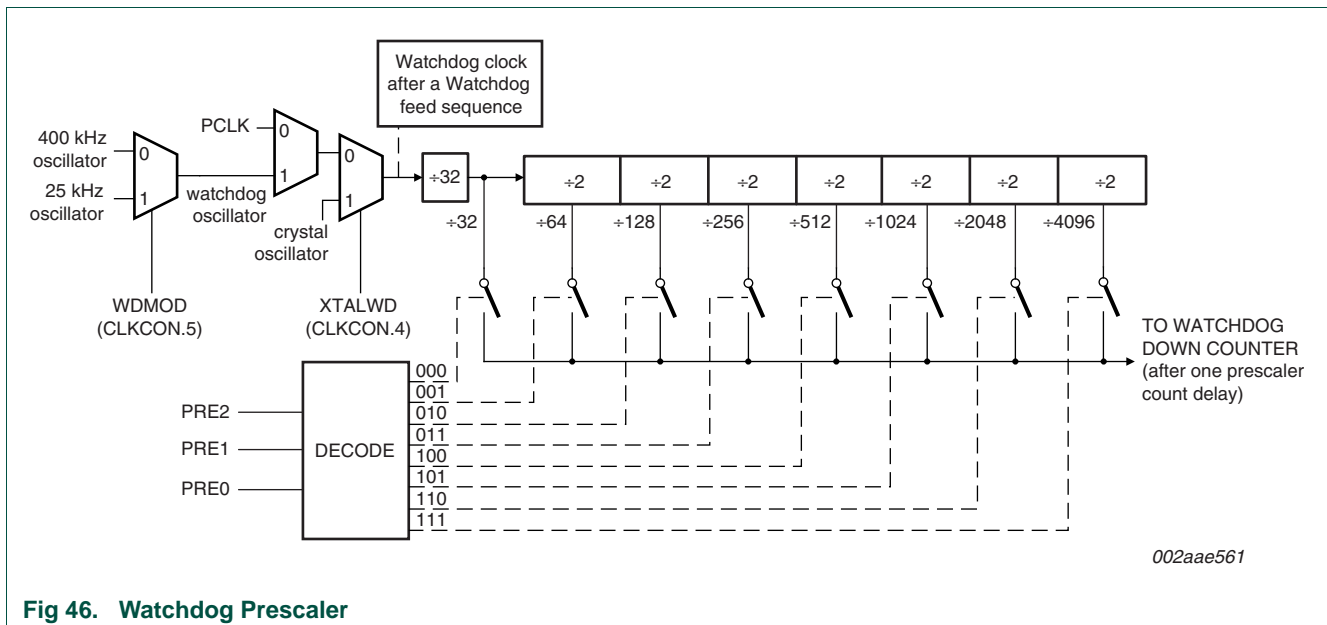 Watchdog clock
after a Watchdog
feed sequence
400 kHz
oscillator
25 kHz
oscillator
0
1
watchdog
oscillator
PCLK
0
1
0
1
crystal
oscillator
÷32
÷2
÷2
÷2
÷2
÷2
÷2
÷2
÷32
÷64
÷128
÷256
÷512
÷1024
÷2048
÷4096
WDMOD
(CLKCON.5)
XTALWD
(CLKCON.4)
TO WATCHDOG
DOWN COUNTER
(after one prescaler
count delay)
PRE2
PRE1
PRE0
DECODE
000
001
010
011
100
101
110
111
002aae561
Fig 46. Watchdog Prescaler